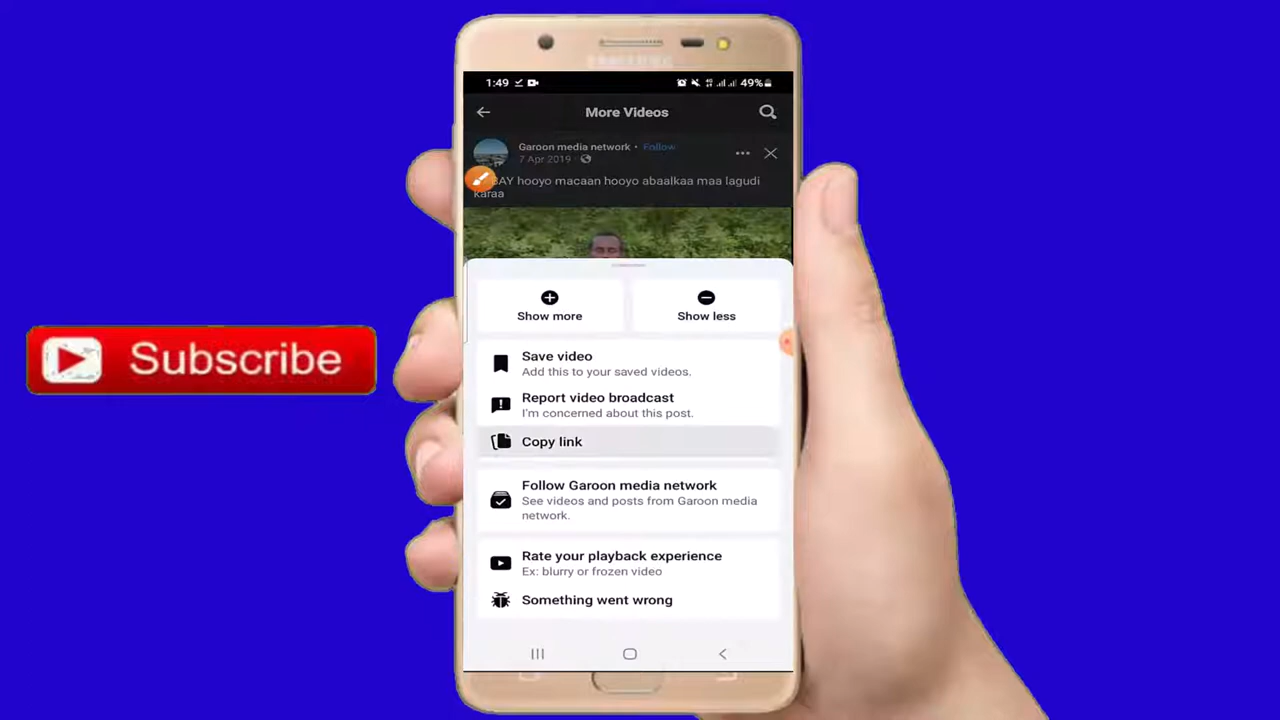 SAMSUNG
1:49 49%
More Videos
Garoon media network • Follow
7 Apr 2019
BAY hooyo macaan hooyo abaalkaa maa lagudi
karaa
Show more Show less
Save video
Add this to your saved videos.
Report video broadcast
I'm concerned about this post.
Copy link
Follow Garoon media network
See videos and posts from Garoon media
network.
Rate your playback experience
Ex: blurry or frozen video
Something went wrong
Subscribe